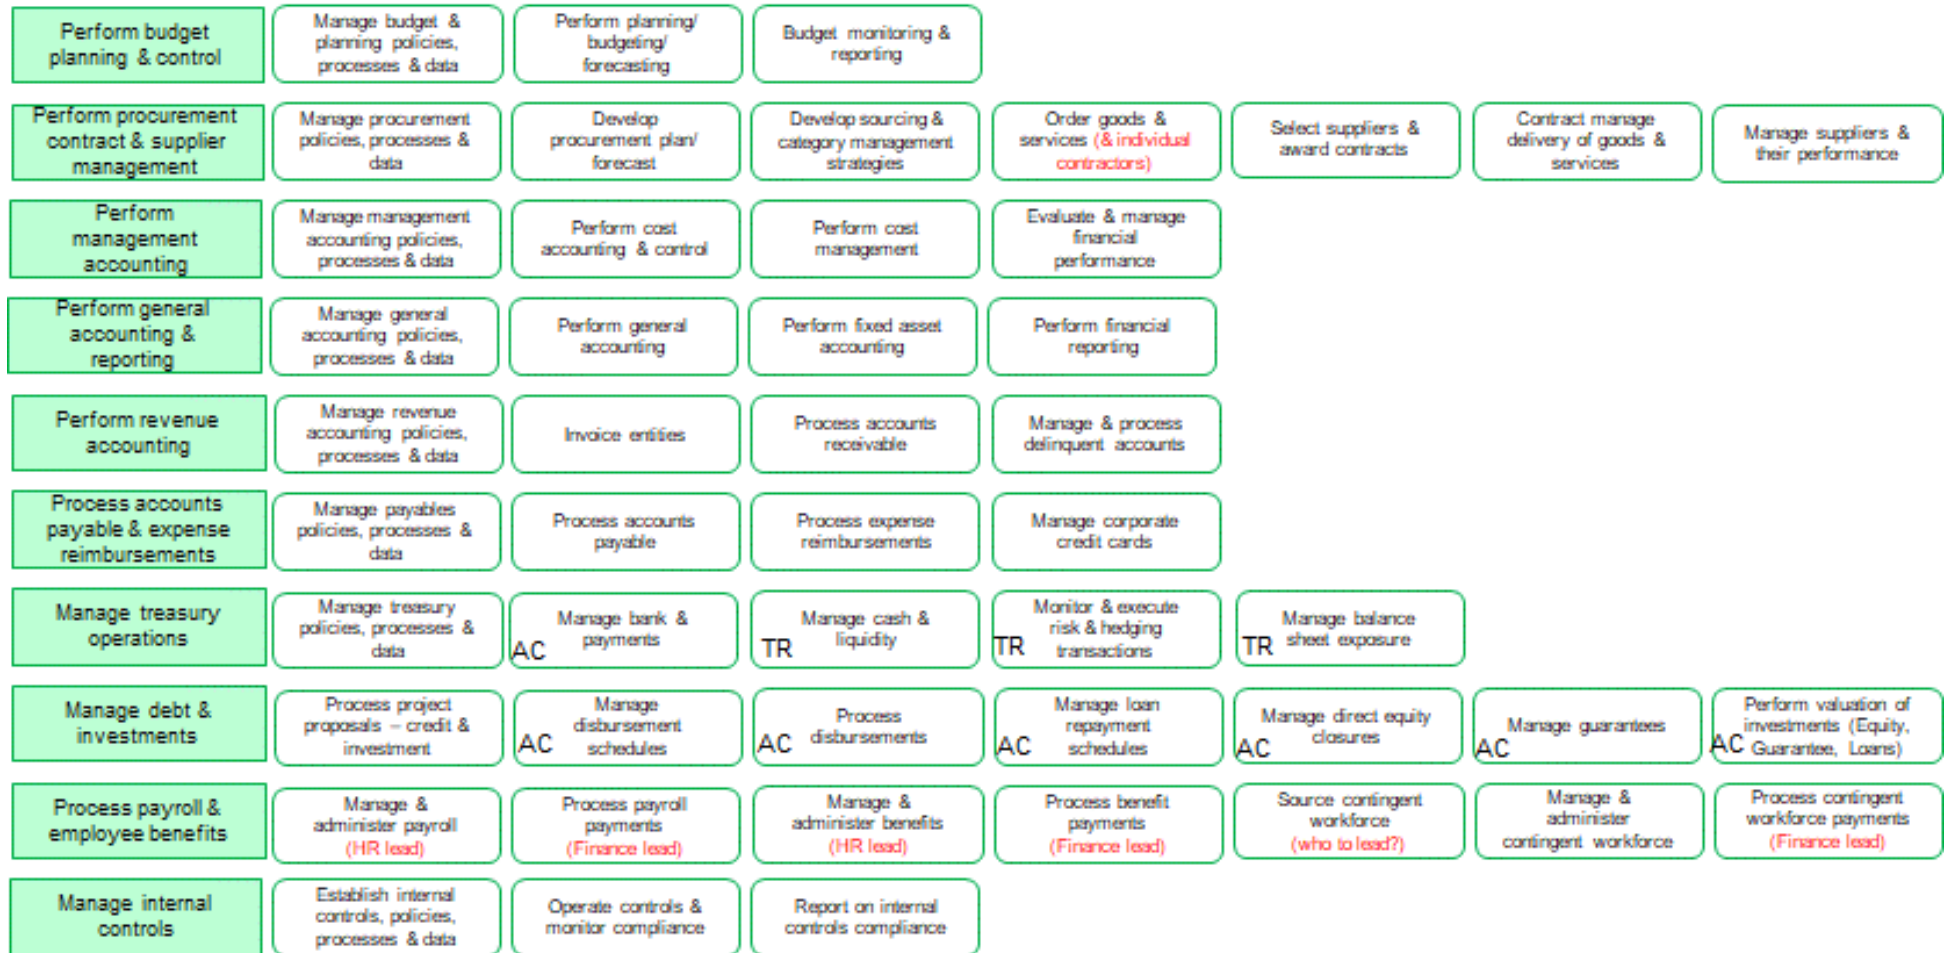 Perform budget
planning & control
Manage budget &
planning policies,
processes & data
Perform planning/
budgeting/
forecasting
Budget monitoring &
reporting
Perform procurement
contract & supplier
management
Manage procurement
policies, processes &
data
Develop
procurement plan/
forecast
Develop sourcing &
category management
strategies
Order goods &
services (& individual
contractors)
Select suppliers &
award contracts
Contract manage
delivery of goods &
services
Manage suppliers &
their performance
Perform
management
accounting
Manage management
accounting policies,
processes & data
Perform cost
accounting & control
Perform cost
management
Evaluate & manage
financial
performance
Perform general
accounting &
reporting
Manage general
accounting policies,
processes & data
Perform general
accounting
Perform fixed asset
accounting
Perform financial
reporting
Perform revenue
accounting
Manage revenue
accounting policies,
processes & data
Invoice entities
Process accounts
receivable
Manage & process
delinquent accounts
Process accounts
payable & expense
reimbursements
Manage payables
policies, processes &
data
Process accounts
payable
Process expense
reimbursements
Manage corporate
credit cards
Manage treasury
operations
Manage treasury
policies, processes &
data
Manage bank &
payments
AC
Manage cash &
liquidity
TR
Monitor & execute
risk & hedging
transactions
TR
Manage balance
sheet exposure
TR
Manage debt &
investments
Process project
proposals – credit &
investment
Manage
disbursement
schedules
AC
Process
disbursements
AC
Manage loan
repayment
schedules
AC
Manage direct equity
closures
AC
Manage guarantees
AC
Perform valuation of
investments (Equity,
Guarantee, Loans)
AC
Process payroll &
employee benefits
Manage &
administer payroll
(HR lead)
Process payroll
payments
(Finance lead)
Manage &
administer benefits
(HR lead)
Process benefit
payments
(Finance lead)
Source contingent
workforce
(who to lead?)
Manage &
administer
contingent workforce
Process contingent
workforce payments
(Finance lead)
Manage internal
controls
Establish internal
controls, policies,
processes & data
Operate controls &
monitor compliance
Report on internal
controls compliance